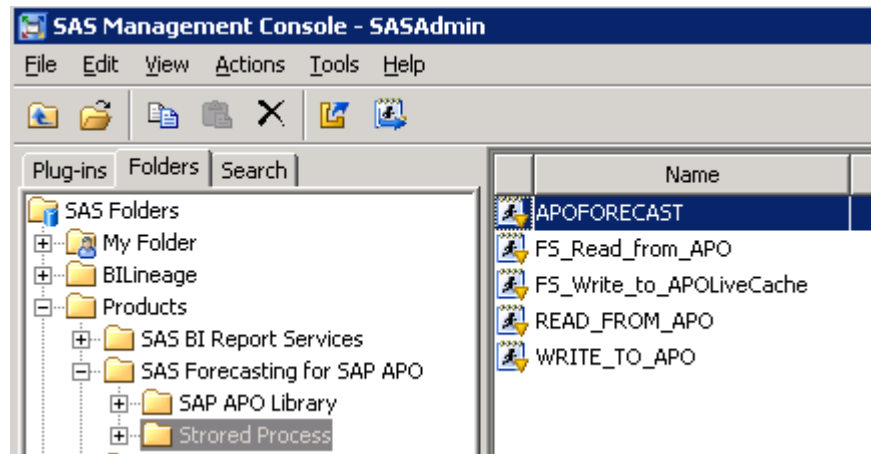 SAS Management Console - SASAdmin
File Edit View Actions Tools Help
Plug-ins Folders Search
SAS Folders
My Folder
BILineage
Products
SAS BI Report Services
SAS Forecasting for SAP APO
SAP APO Library
Strored Process
Name
APOFORECAST
FS_Read_from_APO
FS_Write_to_APOLiveCache
READ_FROM_APO
WRITE_TO_APO